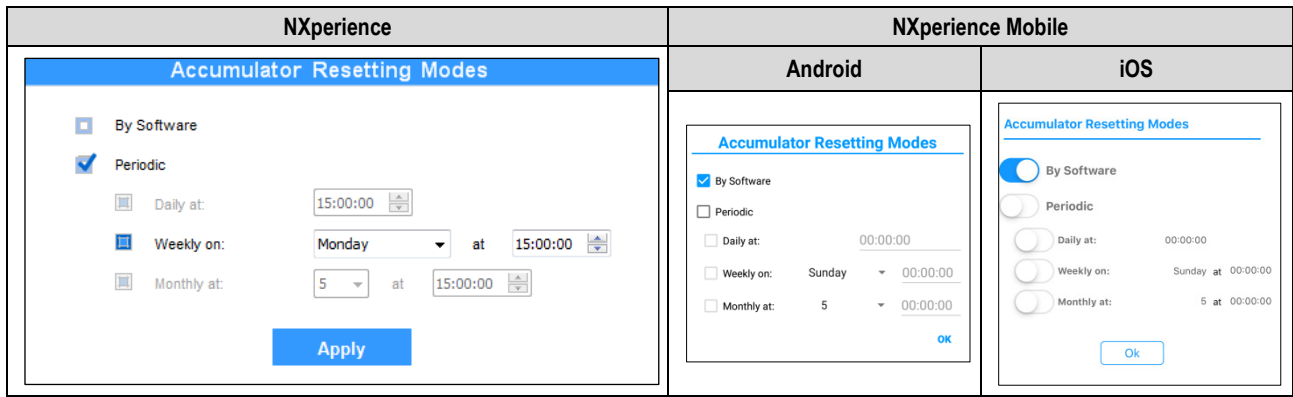 NXperience
NXperience Mobile
Accumulator Resetting Modes
By Software
Periodic
Daily at: 15:00:00
Weekly on: Monday at 15:00:00
Monthly at: 5 at 15:00:00
Apply
Android
iOS
Accumulator Resetting Modes
By Software
Periodic
Daily at: 00:00:00
Weekly on: Sunday 00:00:00
Monthly at: 5 00:00:00
OK
Accumulator Resetting Modes
By Software
Periodic
Daily at: 00:00:00
Weekly on: Sunday at 00:00:00
Monthly at: 5 at 00:00:00
Ok